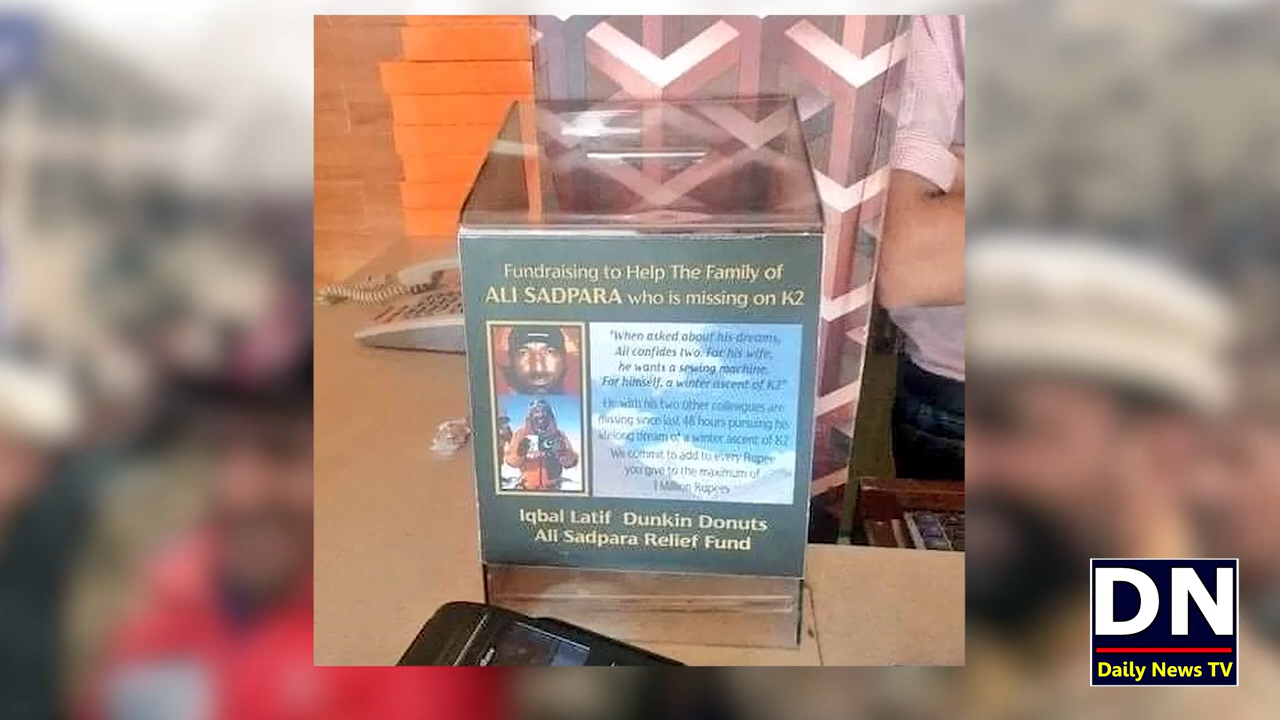 Fundraising to Help The Family of
ALI SADPARA who is missing on K2
"When asked about his dreams,
Ali confides two. For his wife,
he wants a sewing machine.
For himself, a winter ascent of K2"
He with his two other colleagues are
missing since last 48 hours pursuing his
lifelong dream of a winter ascent of K2
We commit to add to every Rupee
you give to the maximum of
1 Million Rupees
Iqbal Latif Dunkin Donuts
Ali Sadpara Relief Fund
DN
Daily News TV